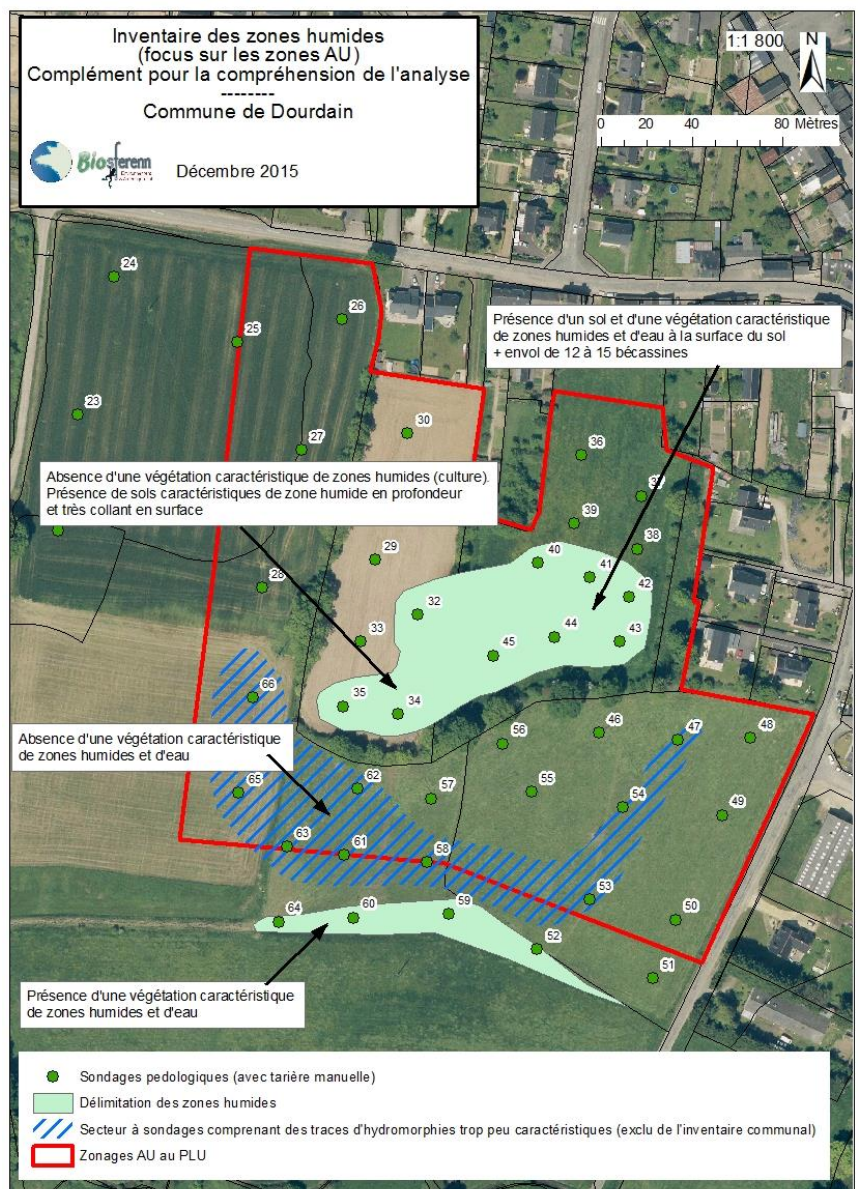 Inventaire des zones humides
(focus sur les zones AU)
Complément pour la compréhension de l'analyse
--------
Commune de Dourdain
Biosferenn
Décembre 2015
1:1 800
N
0 20 40 80 Mètres
24
25
26
23
30
Présence d'un sol et d'une végétation caractéristique
de zones humides et d'eau à la surface du sol
+ envol de 12 à 15 bécassines
36
27
37
Absence d'une végétation caractéristique de zones humides (culture).
Présence de sols caractéristiques de zone humide en profondeur
et très collant en surface
39
38
29
40
41
28
42
32
33
44
43
45
35
34
66
46
47
48
56
Absence d'une végétation caractéristique
de zones humides et d'eau
65
62
57
55
54
49
63
61
58
53
64
60
59
50
52
51
Présence d'une végétation caractéristique
de zones humides et d'eau
Sondages pedologiques (avec tarière manuelle)
Délimitation des zones humides
Secteur à sondages comprenant des traces d'hydromorphies trop peu caractéristiques (exclu de l'inventaire communal)
Zonages AU au PLU